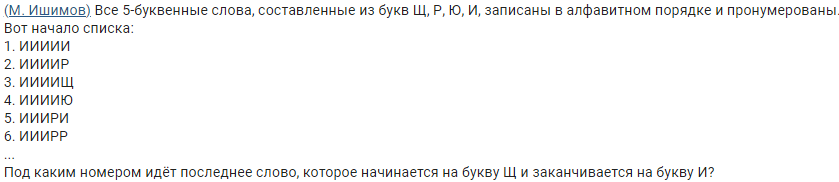 (М. Ишимов) Все 5-буквенные слова, составленные из букв Щ, Р, Ю, И, записаны в алфавитном порядке и пронумерованы.
Вот начало списка:
1. ИИИИИ
2. ИИИИР
3. ИИИИЩ
4. ИИИИЮ
5. ИИИРИ
6. ИИИРР
...
Под каким номером идёт последнее слово, которое начинается на букву Щ и заканчивается на букву И?